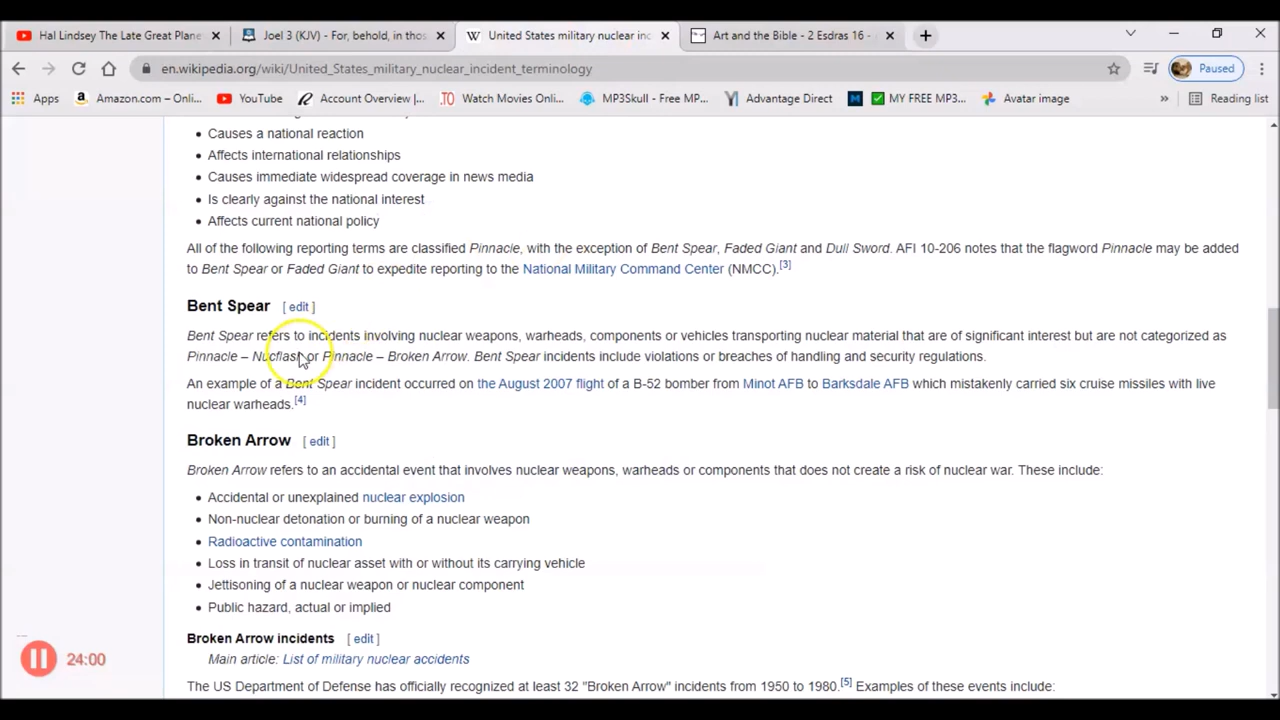 Hal Lindsey The Late Great Plane
Joel 3 (KJV) - For, behold, in thos
United States military nuclear inc
Art and the Bible - 2 Esdras 16 -
en.wikipedia.org/wiki/United_States_military_nuclear_incident_terminology
Paused
Apps
Amazon.com – Onli...
YouTube
Account Overview |...
Watch Movies Onli...
MP3Skull - Free MP...
Advantage Direct
MY FREE MP3...
Avatar image
»
Reading list
• Causes a national reaction
• Affects international relationships
• Causes immediate widespread coverage in news media
• Is clearly against the national interest
• Affects current national policy
All of the following reporting terms are classified Pinnacle, with the exception of Bent Spear, Faded Giant and Dull Sword. AFI 10-206 notes that the flagword Pinnacle may be added
to Bent Spear or Faded Giant to expedite reporting to the National Military Command Center (NMCC).[3]
Bent Spear [ edit ]
Bent Spear refers to incidents involving nuclear weapons, warheads, components or vehicles transporting nuclear material that are of significant interest but are not categorized as
Pinnacle – Nucflash or Pinnacle – Broken Arrow. Bent Spear incidents include violations or breaches of handling and security regulations.
An example of a Bent Spear incident occurred on the August 2007 flight of a B-52 bomber from Minot AFB to Barksdale AFB which mistakenly carried six cruise missiles with live
nuclear warheads.[4]
Broken Arrow [ edit ]
Broken Arrow refers to an accidental event that involves nuclear weapons, warheads or components that does not create a risk of nuclear war. These include:
• Accidental or unexplained nuclear explosion
• Non-nuclear detonation or burning of a nuclear weapon
• Radioactive contamination
• Loss in transit of nuclear asset with or without its carrying vehicle
• Jettisoning of a nuclear weapon or nuclear component
• Public hazard, actual or implied
Broken Arrow incidents [ edit ]
Main article: List of military nuclear accidents
The US Department of Defense has officially recognized at least 32 "Broken Arrow" incidents from 1950 to 1980.[5] Examples of these events include:
24:00